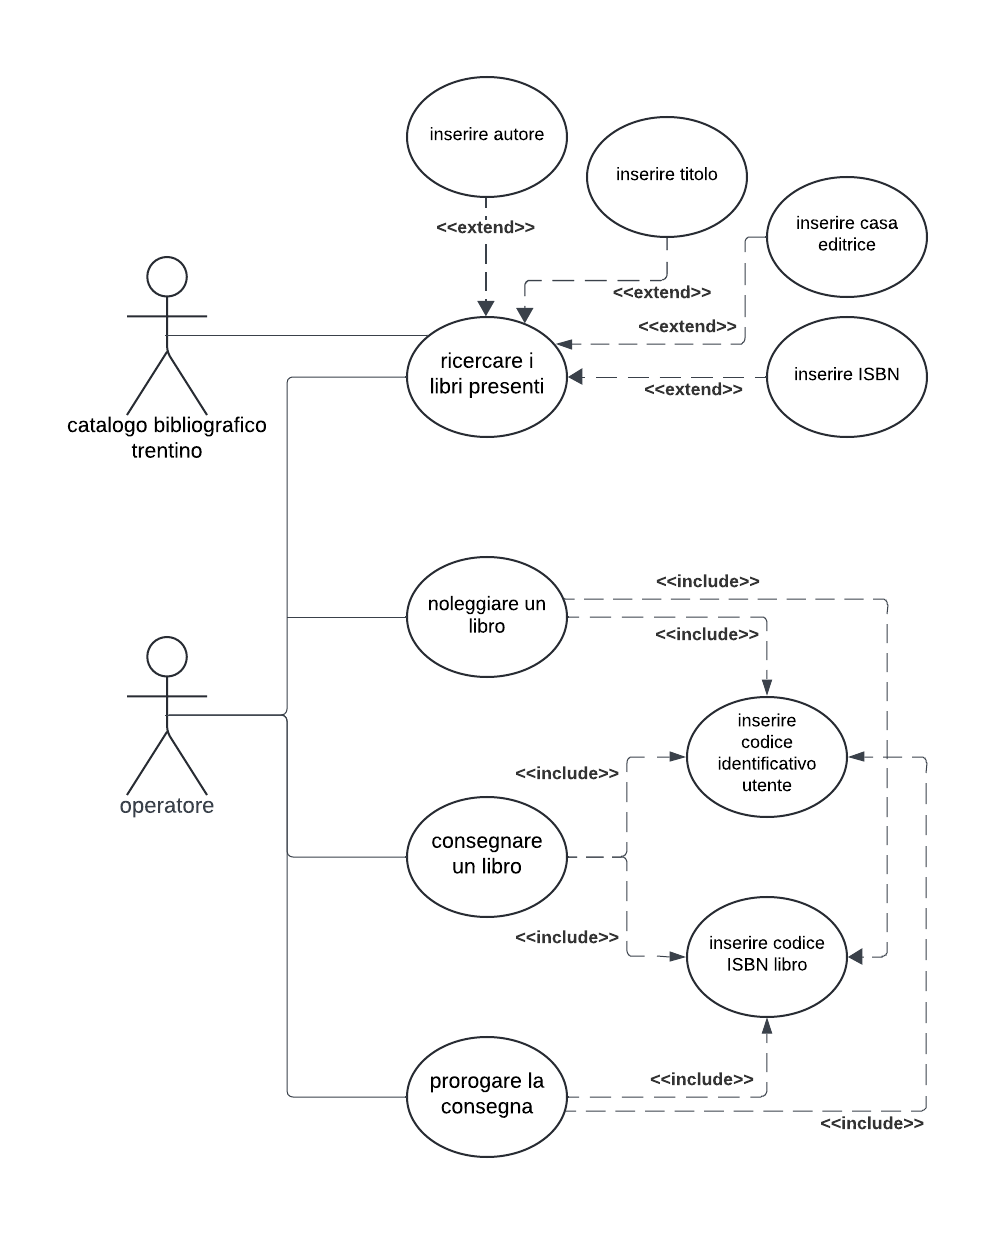 inserire autore
inserire titolo
<<extend>>
inserire casa
editrice
<<extend>>
<<extend>>
ricercare i
libri presenti
inserire ISBN
<<extend>>
catalogo bibliografico
trentino
<<include>>
noleggiare un
libro
<<include>>
inserire
codice
identificativo
utente
<<include>>
operatore
consegnare
un libro
<<include>>
inserire codice
ISBN libro
prorogare la
consegna
<<include>>
<<include>>